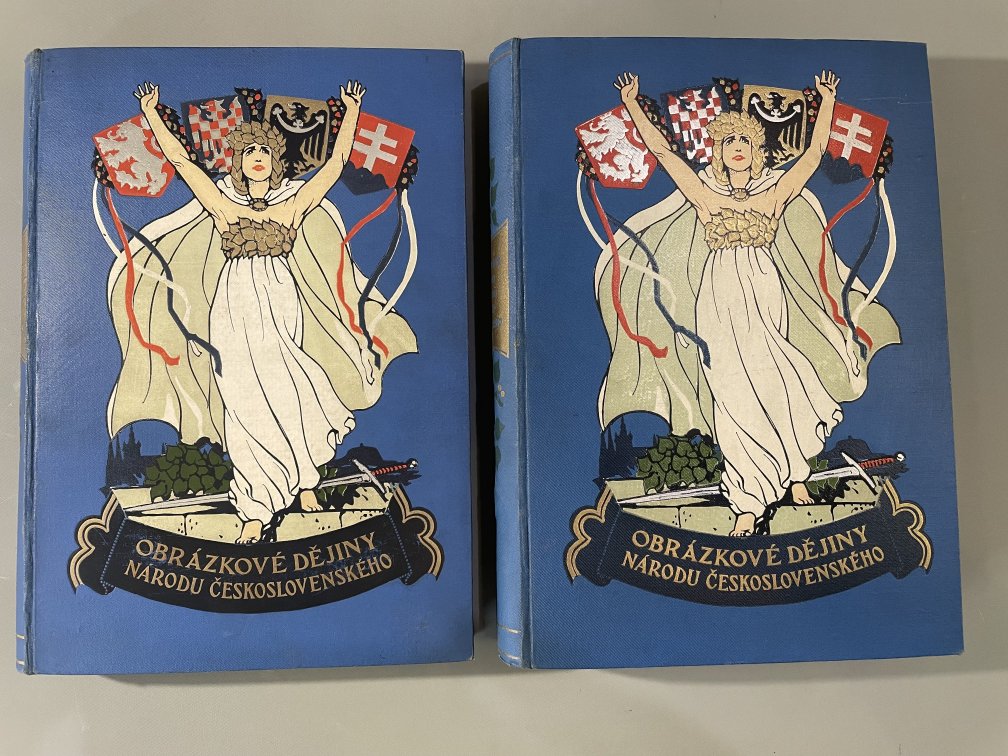 OBRÁZKOVÉ DĚJINY
NÁRODU ČESKOSLOVENSKÉHO
OBRÁZKOVÉ DĚJINY
NÁRODU ČESKOSLOVENSKÉHO